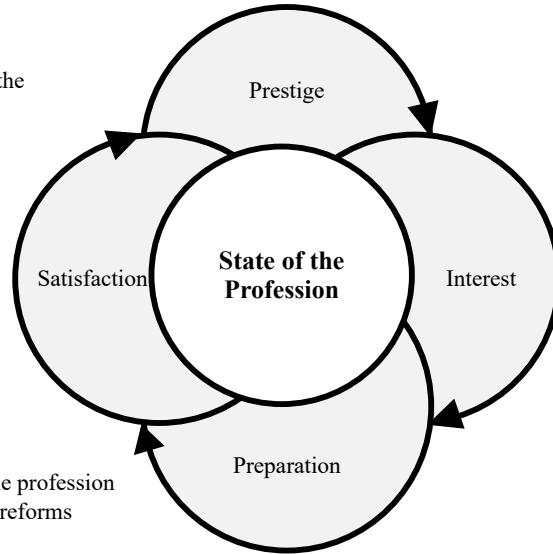 the
Prestige
State of the
Profession
Satisfaction
Interest
Preparation
e profession
reforms